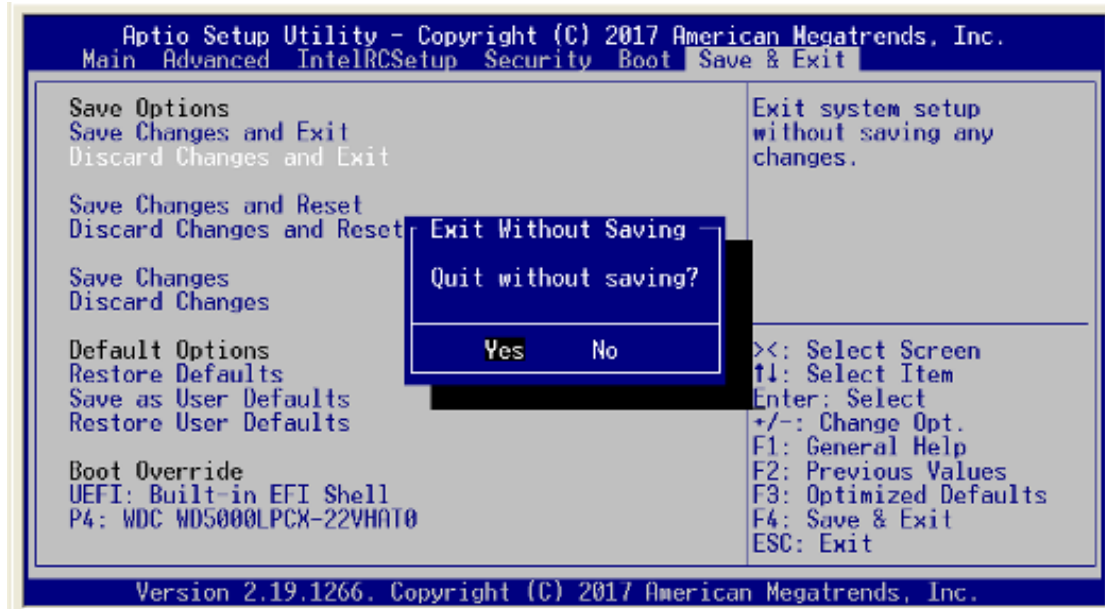 Aptio Setup Utility - Copyright (C) 2017 American Megatrends, Inc.
Main Advanced IntelRCSetup Security Boot Save & Exit
Save Options
Save Changes and Exit
Discard Changes and Exit
Save Changes and Reset
Discard Changes and Reset
Save Changes
Discard Changes
Default Options
Restore Defaults
Save as User Defaults
Restore User Defaults
Boot Override
UEFI: Built-in EFI Shell
P4: WDC WD5000LPCX-22VHAT0
Exit Without Saving
Quit without saving?
Yes No
Exit system setup
without saving any
changes.
><: Select Screen
↑↓: Select Item
Enter: Select
+/-: Change Opt.
F1: General Help
F2: Previous Values
F3: Optimized Defaults
F4: Save & Exit
ESC: Exit
Version 2.19.1266. Copyright (C) 2017 American Megatrends, Inc.